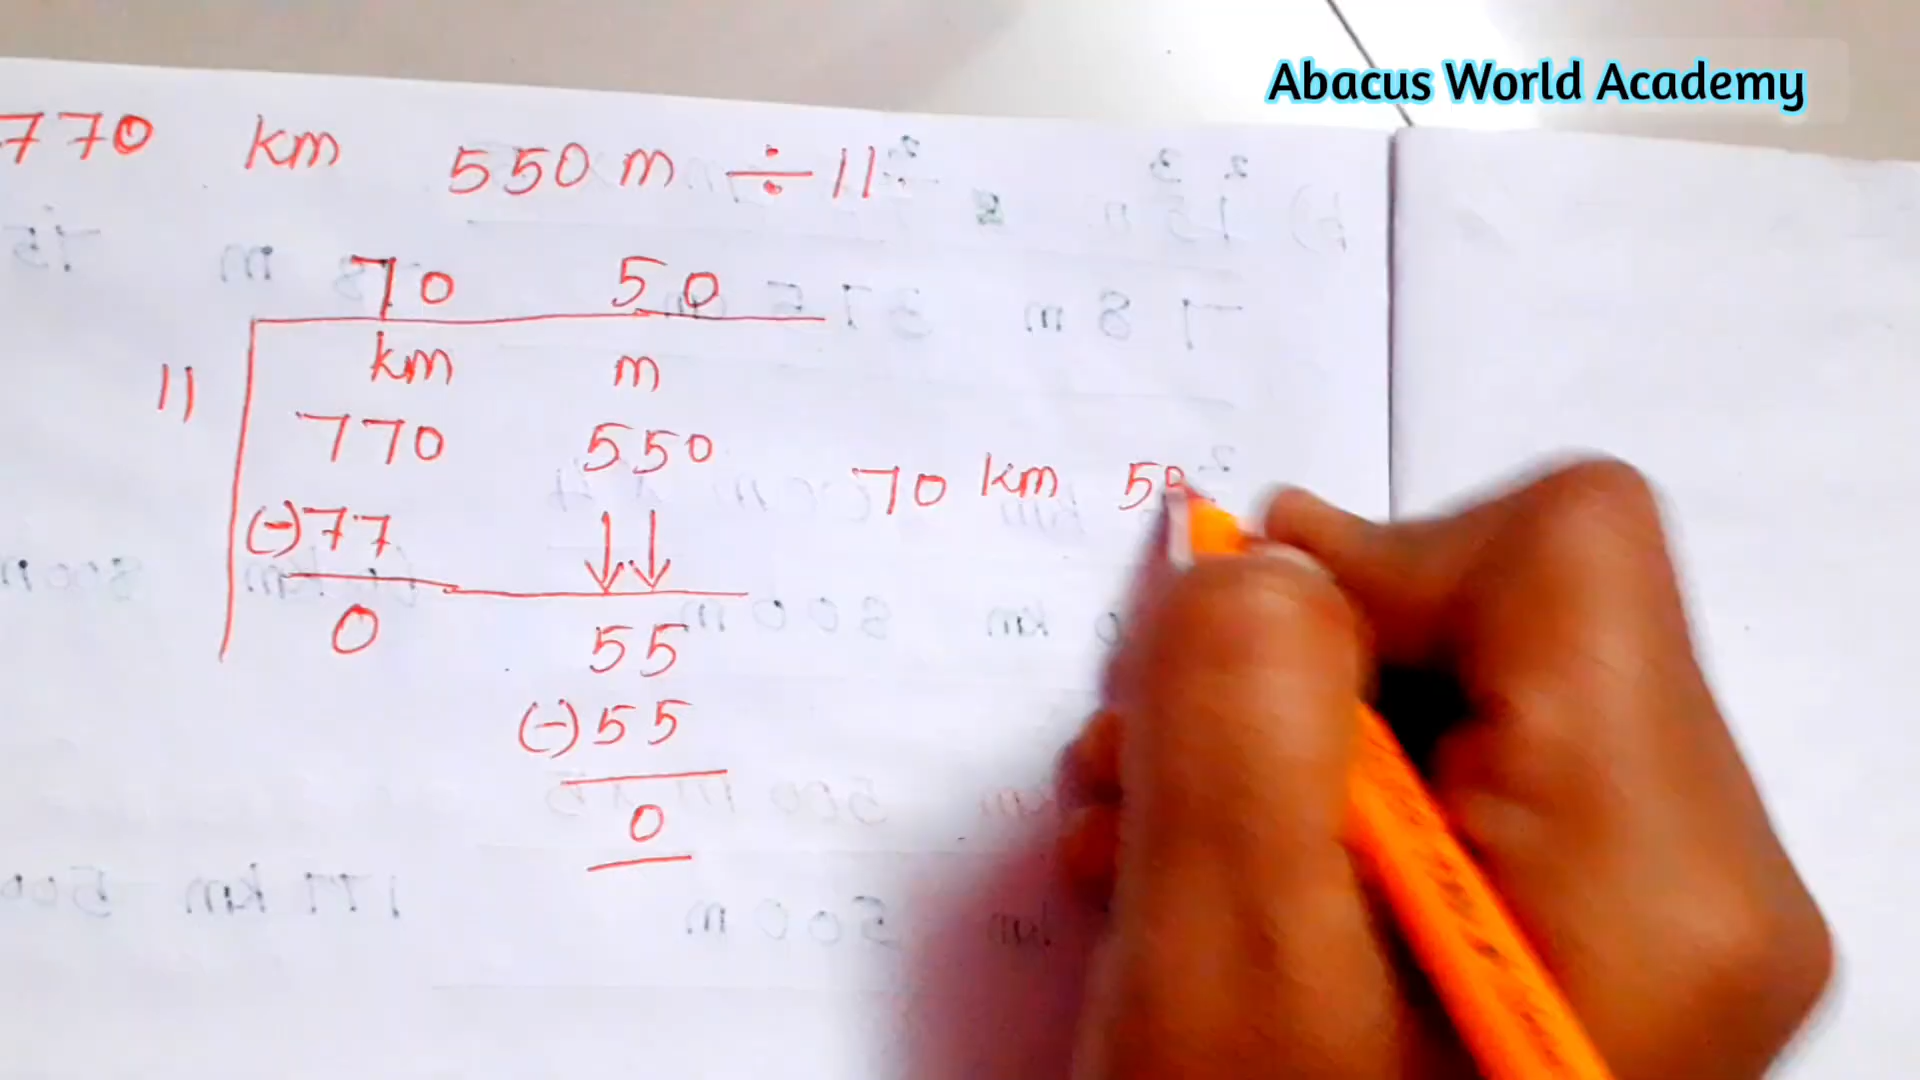 Abacus World Academy
770 km 550 m ÷ 11
70 50
km m
11 770 550
(-) 77
0 55
(-) 55
0
70 km 50